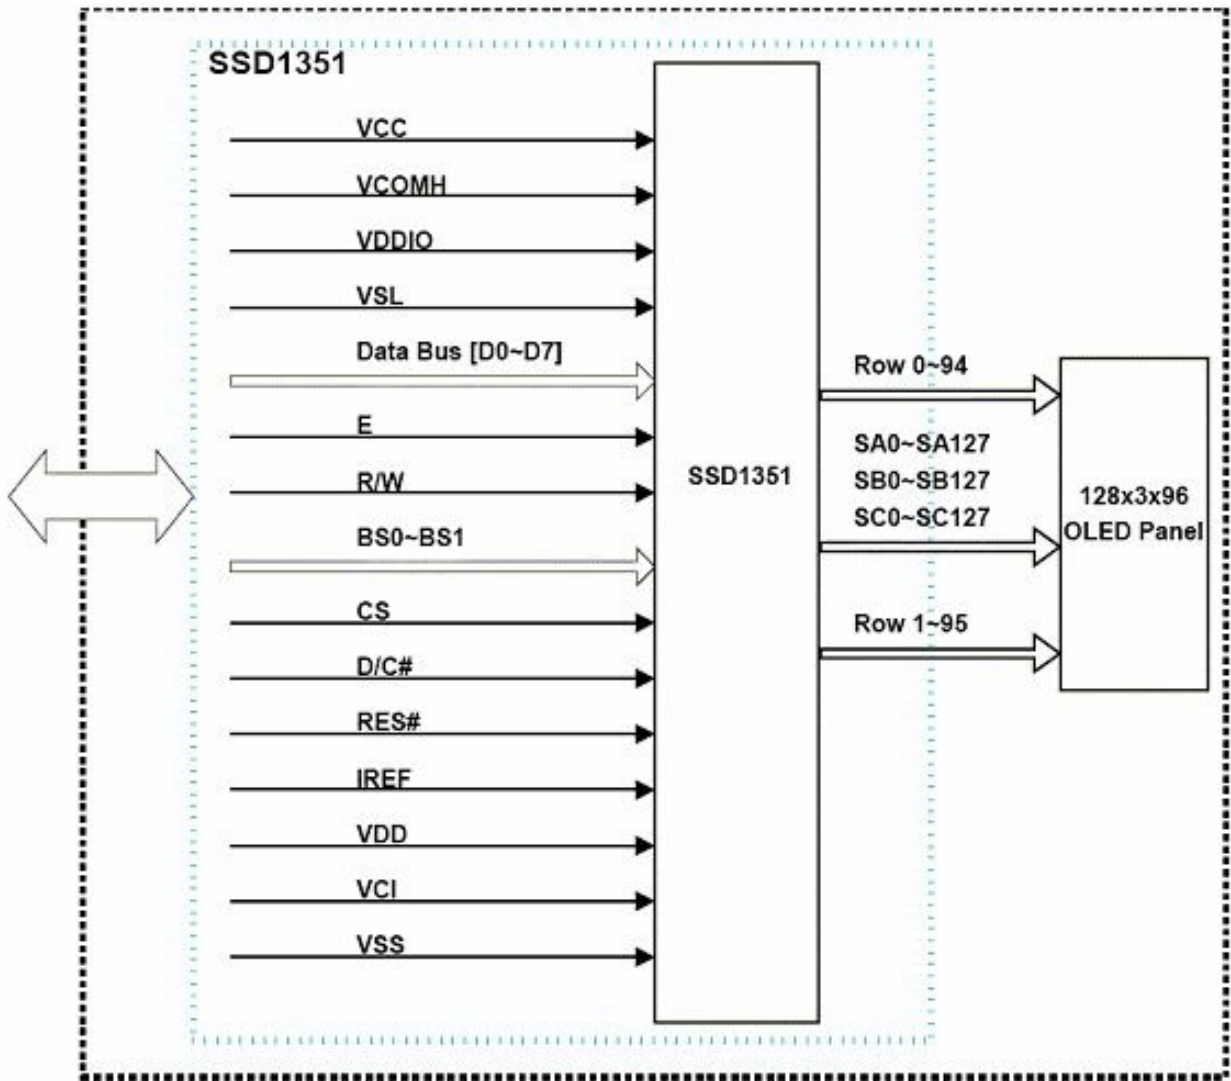 SSD1351
VCC
VCOMH
VDDIO
VSL
Data Bus [D0~D7]
E
R/W
BS0~BS1
CS
D/C#
RES#
IREF
VDD
VCI
VSS
SSD1351
Row 0~94
SA0~SA127
SB0~SB127
SC0~SC127
Row 1~95
128x3x96
OLED Panel